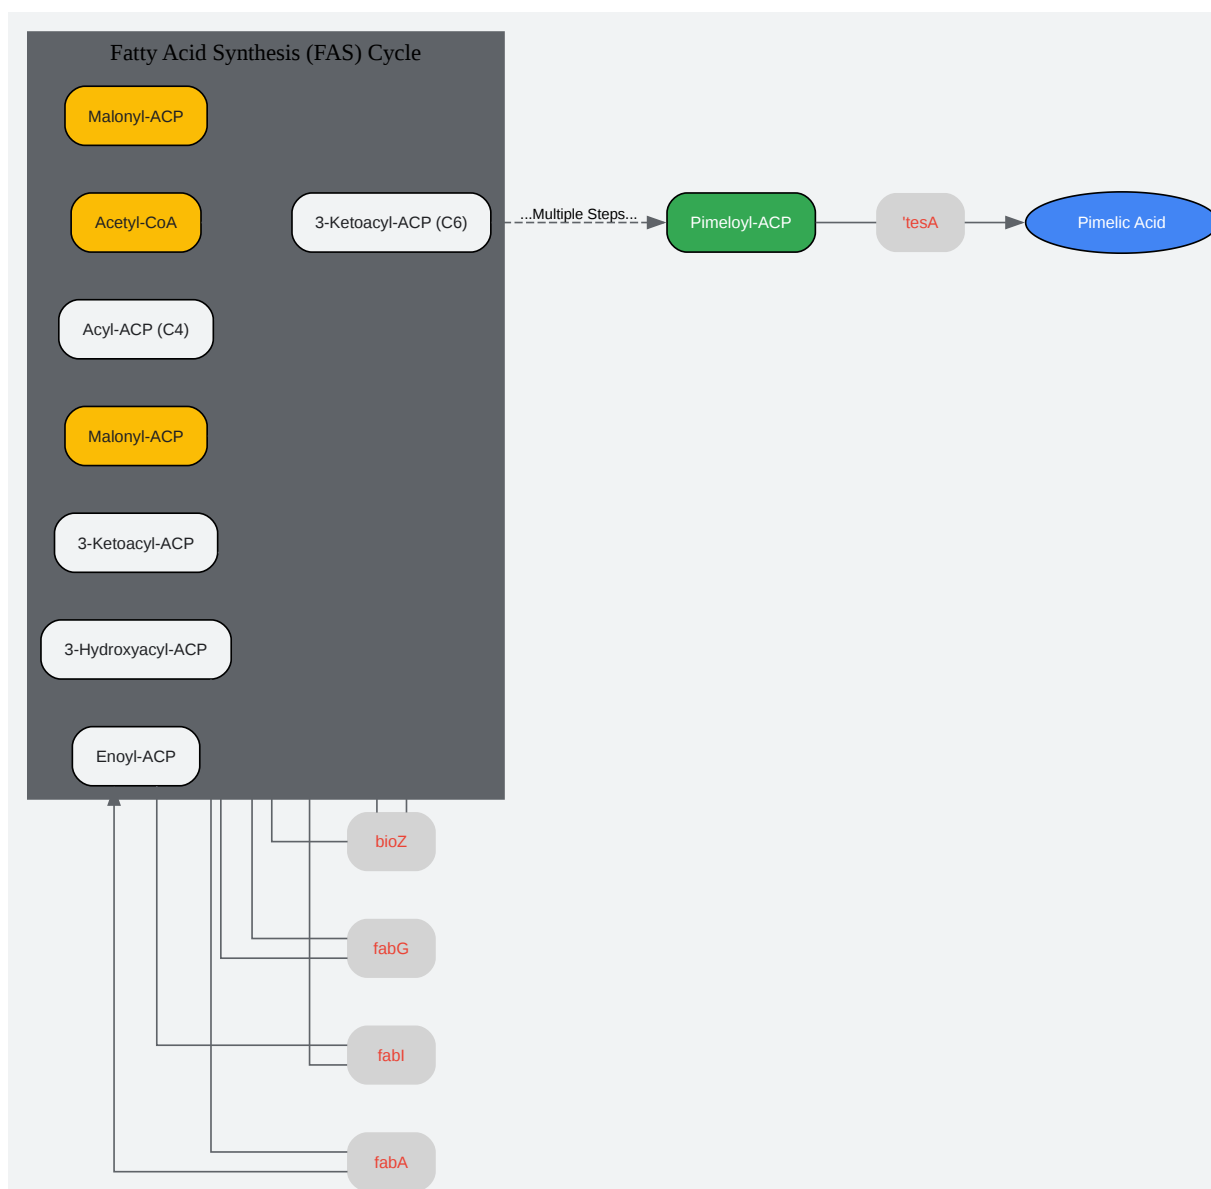 Fatty Acid Synthesis (FAS) Cycle
Malonyl-ACP
Acetyl-CoA
3-Ketoacyl-ACP (C6)
...Multiple Steps...
Pimeloyl-ACP
'tesA
Pimelic Acid
Acyl-ACP (C4)
Malonyl-ACP
3-Ketoacyl-ACP
3-Hydroxyacyl-ACP
Enoyl-ACP
bioZ
fabG
fabI
fabA